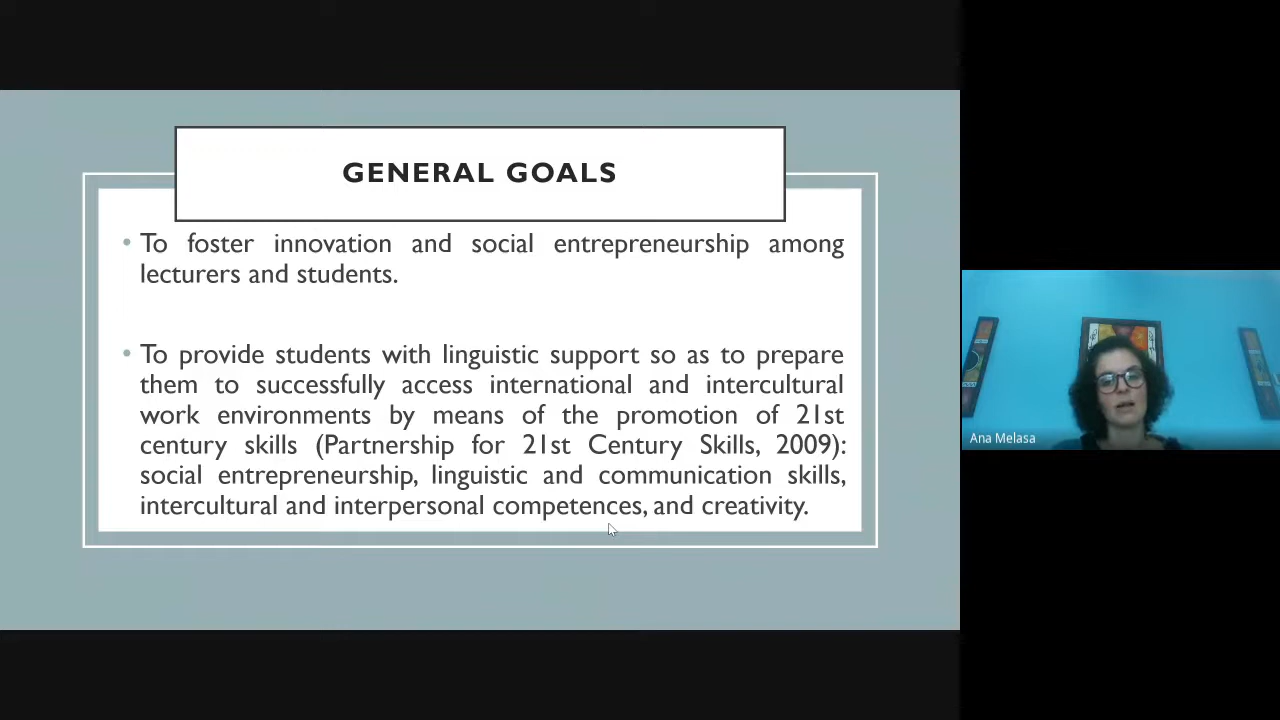 GENERAL GOALS
• To foster innovation and social entrepreneurship among
lecturers and students.
• To provide students with linguistic support so as to prepare
them to successfully access international and intercultural
work environments by means of the promotion of 21st
century skills (Partnership for 21st Century Skills, 2009):
social entrepreneurship, linguistic and communication skills,
intercultural and interpersonal competences, and creativity.
Ana Melasa